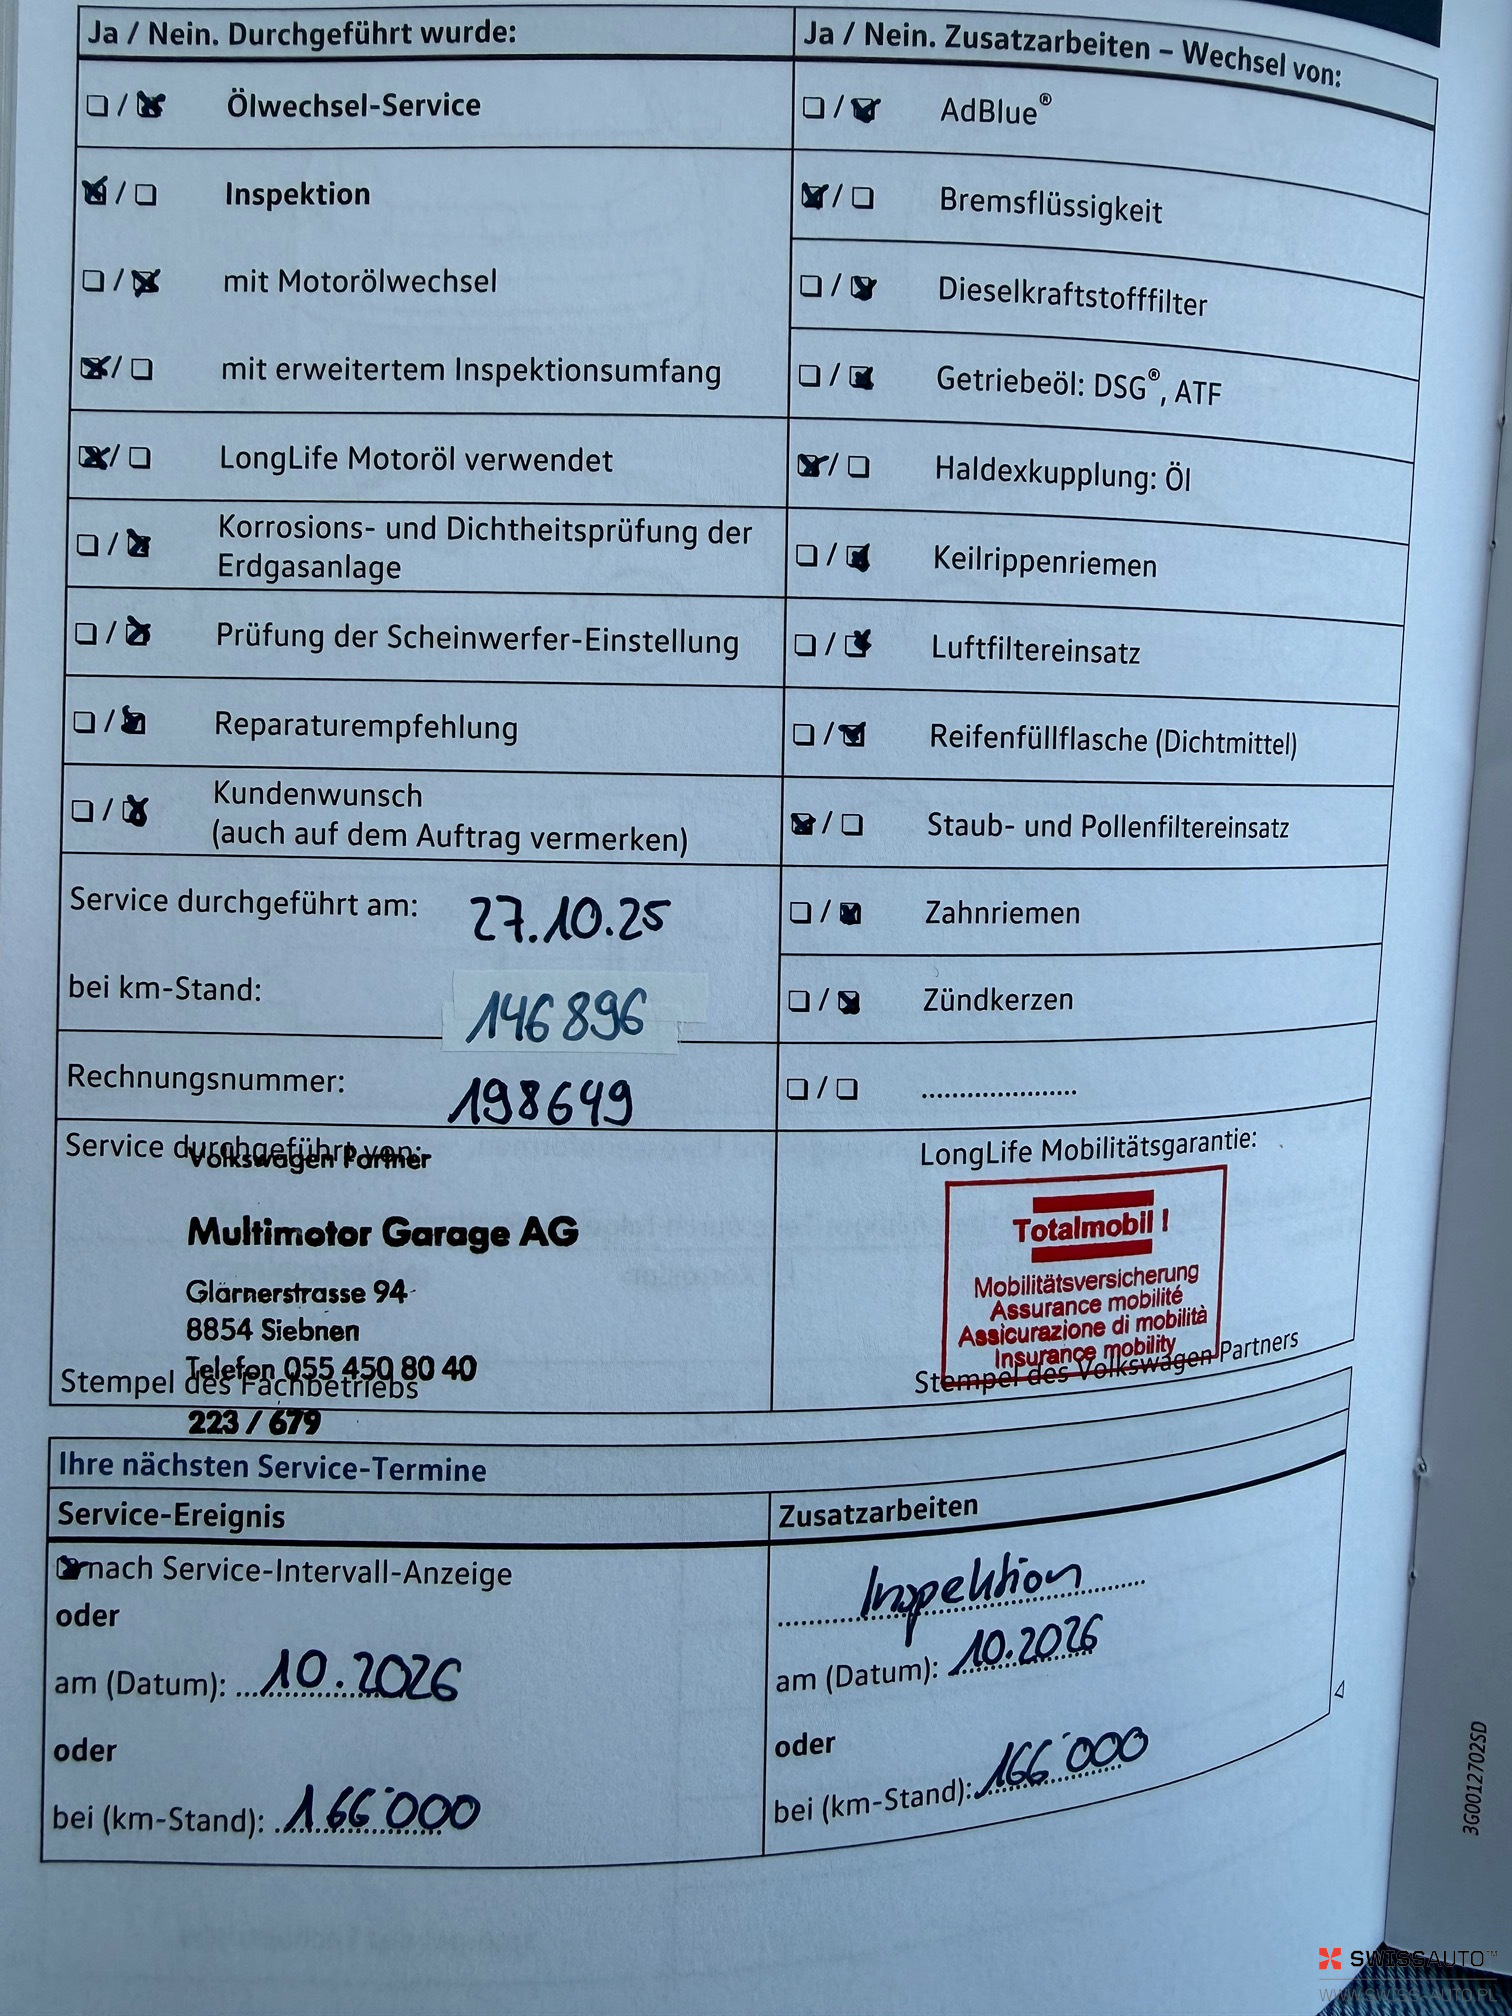 Ja / Nein. Durchgeführt wurde:
☐ / ☒ Ölwechsel-Service
☒ / ☐ Inspektion
☐ / ☒ mit Motorölwechsel
☒ / ☐ mit erweitertem Inspektionsumfang
☒ / ☐ LongLife Motoröl verwendet
☐ / ☒ Korrosions- und Dichtheitsprüfung der
Erdgasanlage
☐ / ☒ Prüfung der Scheinwerfer-Einstellung
☐ / ☒ Reparaturempfehlung
☐ / ☒ Kundenwunsch
(auch auf dem Auftrag vermerken)
Service durchgeführt am: 27.10.25
bei km-Stand: 146896
Rechnungsnummer: 198649
Service durchgeführt von:
Volkswagen Partner
Multimotor Garage AG
Glärnerstrasse 94
8854 Siebnen
Telefon 055 450 80 40
Stempel des Fachbetriebs
223 / 679
Ja / Nein. Zusatzarbeiten – Wechsel von:
☐ / ☒ AdBlue®
☒ / ☐ Bremsflüssigkeit
☐ / ☒ Dieselkraftstofffilter
☐ / ☒ Getriebeöl: DSG®, ATF
☒ / ☐ Haldexkupplung: Öl
☐ / ☒ Keilrippenriemen
☐ / ☒ Luftfiltereinsatz
☐ / ☒ Reifenfüllflasche (Dichtmittel)
☒ / ☐ Staub- und Pollenfiltereinsatz
☐ / ☒ Zahnriemen
☐ / ☒ Zündkerzen
☐ / ☐ .....................
LongLife Mobilitätsgarantie:
Totalmobil !
Mobilitätsversicherung
Assurance mobilité
Assicurazione di mobilità
Insurance mobility
Stempel des Volkswagen Partners
Ihre nächsten Service-Termine
Service-Ereignis
☒ nach Service-Intervall-Anzeige
oder
am (Datum): 10.2026
oder
bei (km-Stand): 166'000
Zusatzarbeiten
Inspektion
am (Datum): 10.2026
oder
bei (km-Stand): 166'000
3G0012702SD
SWISSAUTO™
WWW.SWISS-AUTO.PL